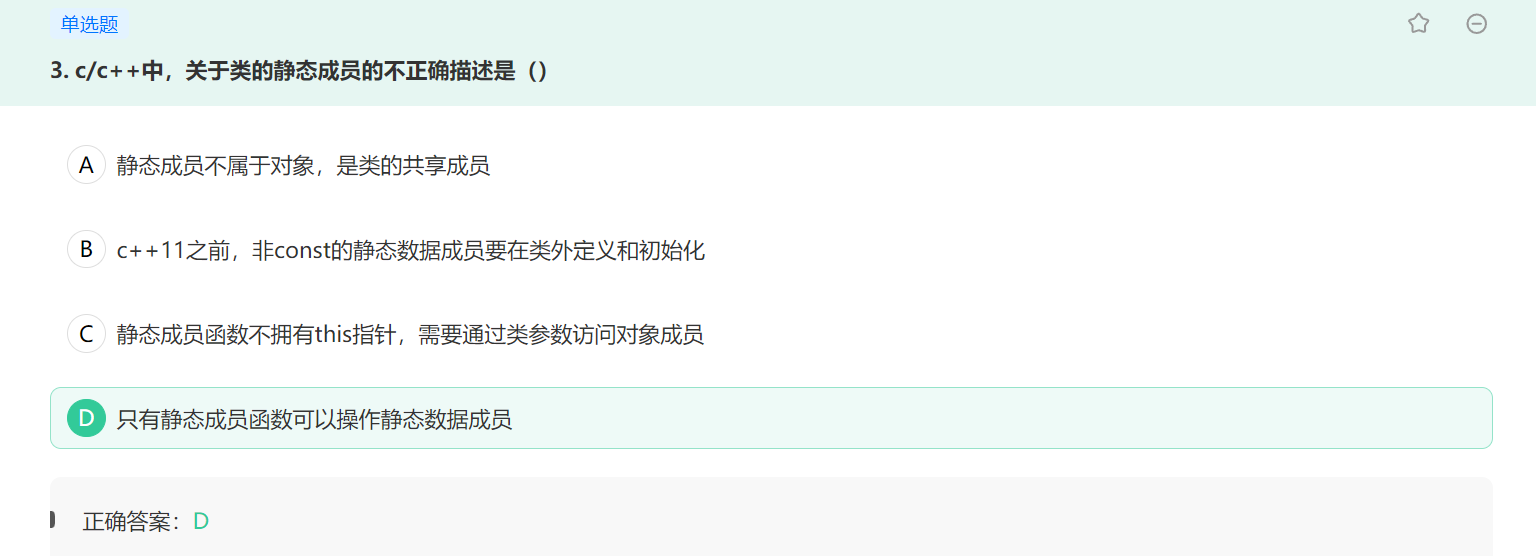 单选题
3. c/c++中，关于类的静态成员的不正确描述是（）
A 静态成员不属于对象，是类的共享成员
B c++11之前，非const的静态数据成员要在类外定义和初始化
C 静态成员函数不拥有this指针，需要通过类参数访问对象成员
D 只有静态成员函数可以操作静态数据成员
正确答案：D